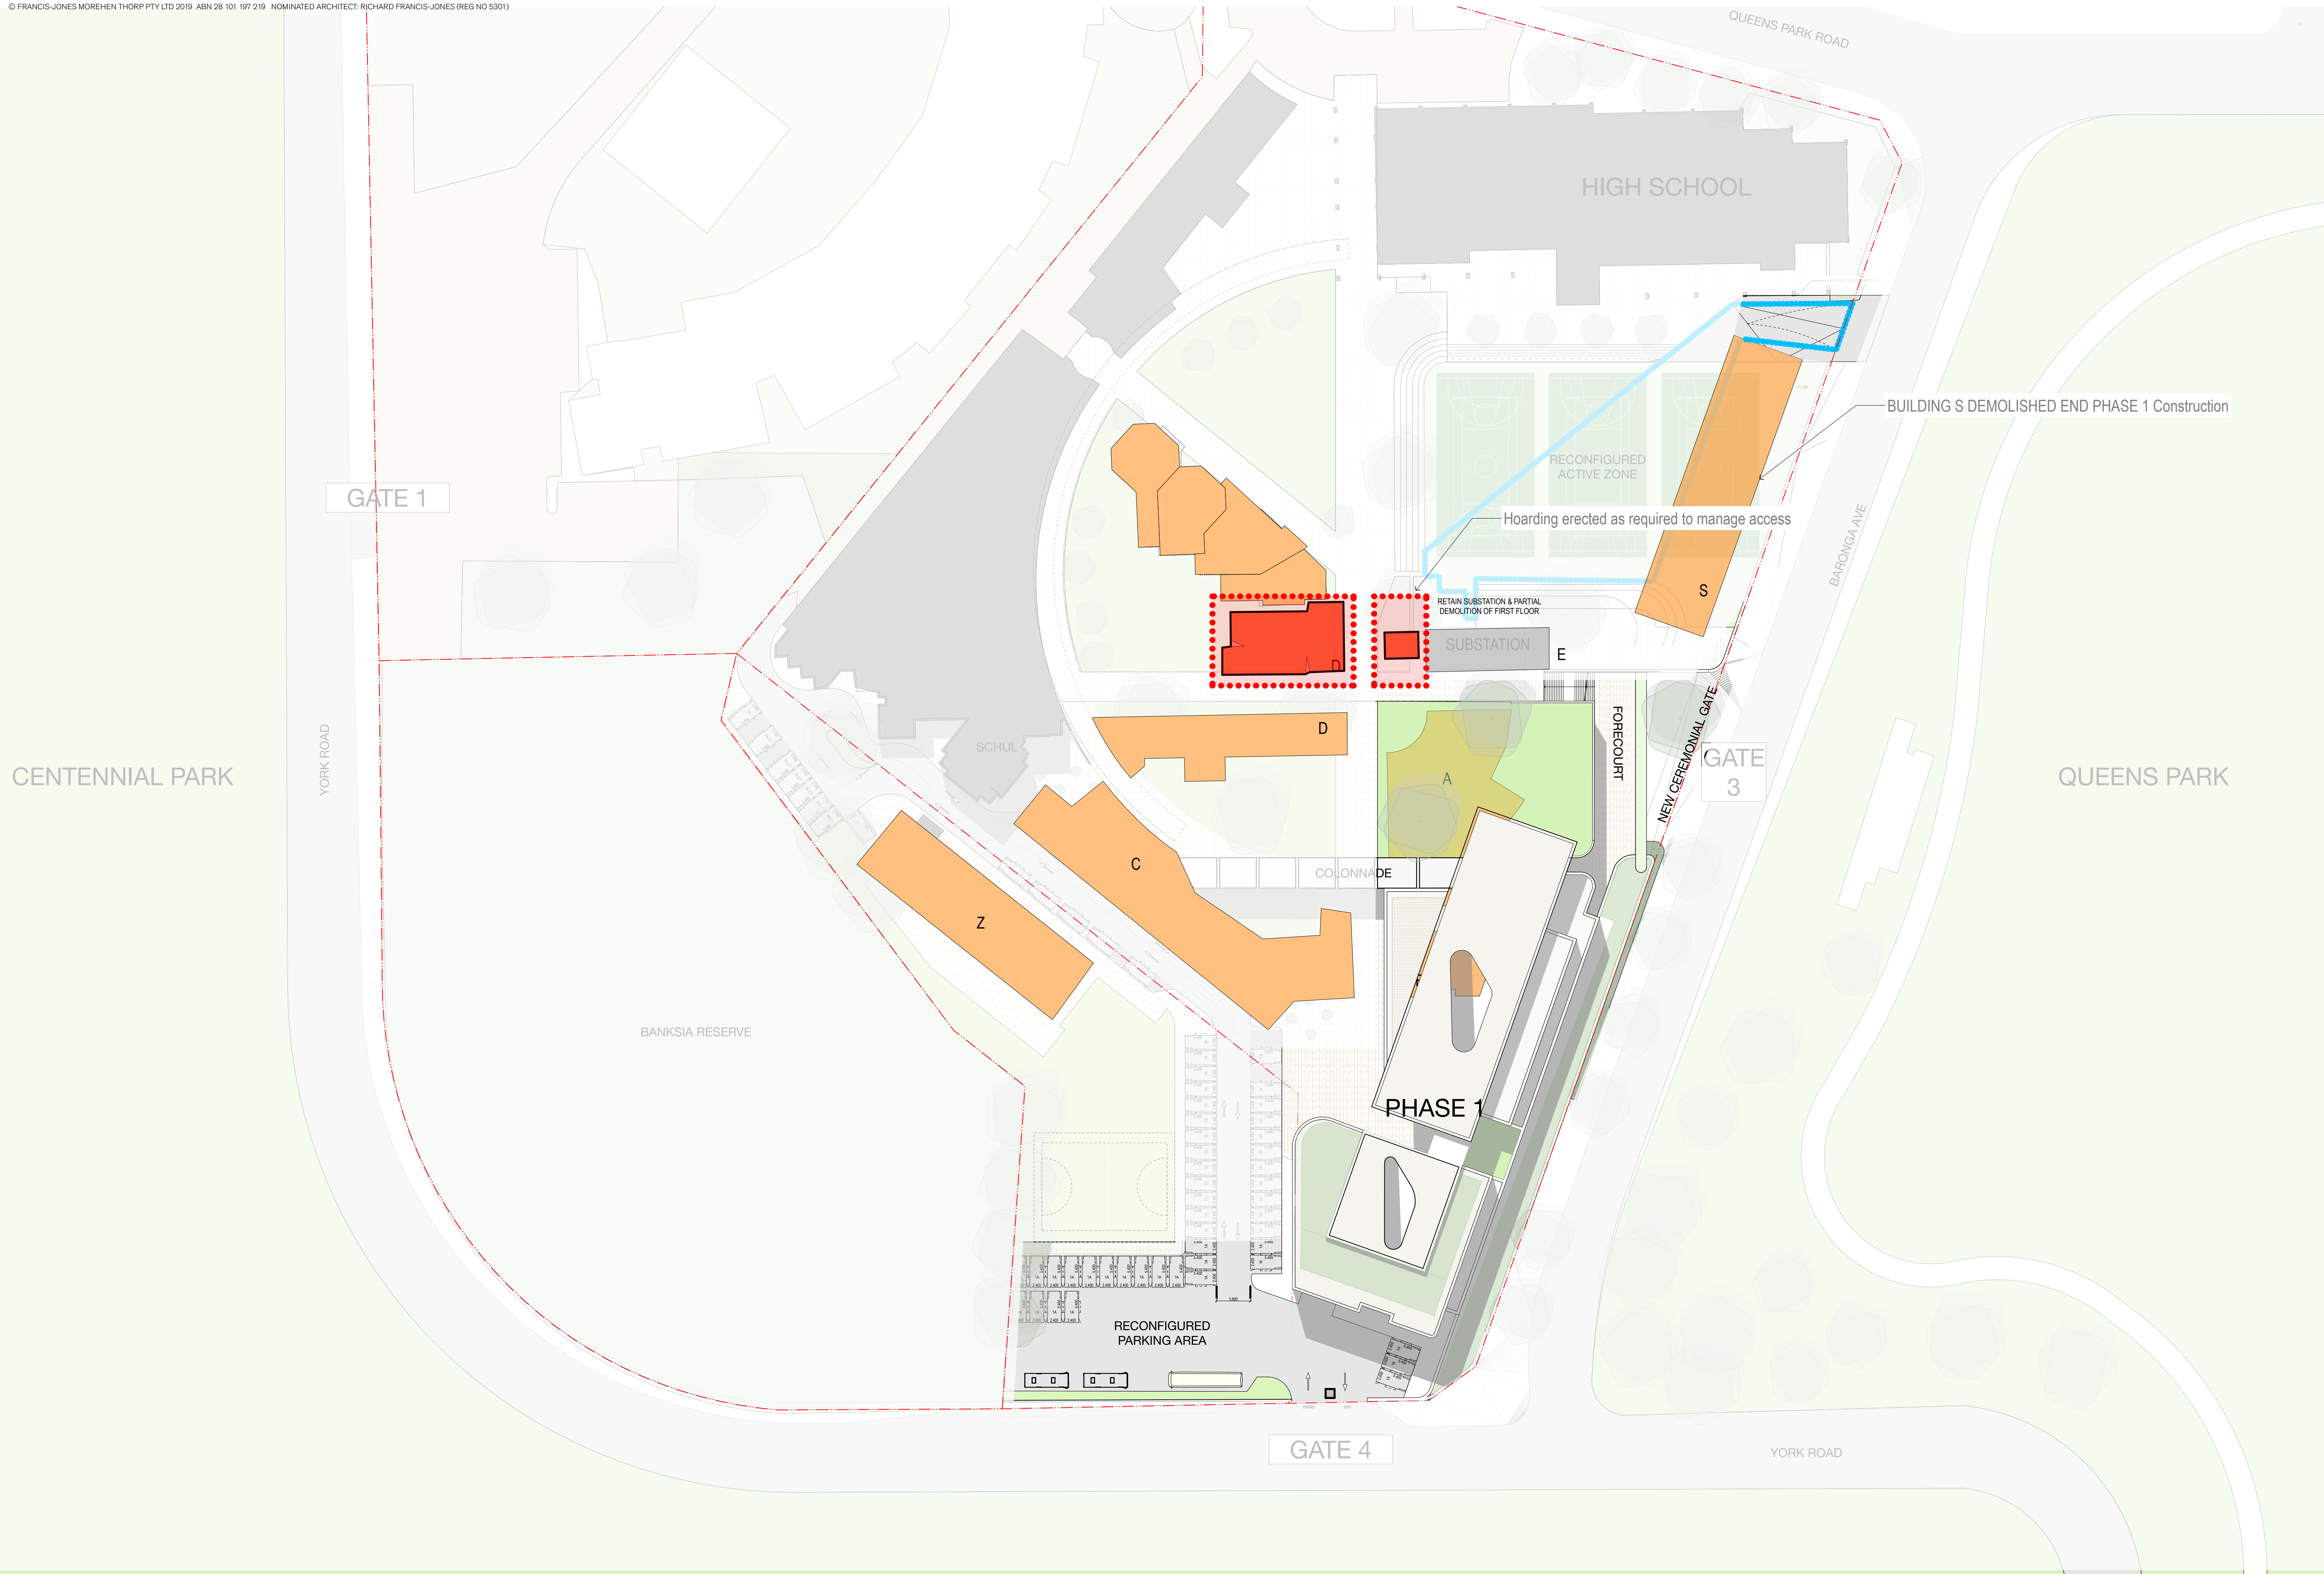 © FRANCIS-JONES MOREHEN THORP PTY LTD 2019 ABN 28 101 197 219 NOMINATED ARCHITECT: RICHARD FRANCIS-JONES (REG NO 5301)
QUEENS PARK ROAD
HIGH SCHOOL
BUILDING S DEMOLISHED END PHASE 1 Construction
RECONFIGURED
ACTIVE ZONE
GATE 1
Hoarding erected as required to manage access
BARONGA AVE
S
RETAIN SUBSTATION & PARTIAL
DEMOLITION OF FIRST FLOOR
SUBSTATION
E
D
NEW CEREMONIAL GATE
FORECOURT
D
SCHUL
YORK ROAD
CENTENNIAL PARK
A
GATE
3
QUEENS PARK
C
COLONNADE
Z
BANKSIA RESERVE
PHASE 1
RECONFIGURED
PARKING AREA
GATE 4
YORK ROAD